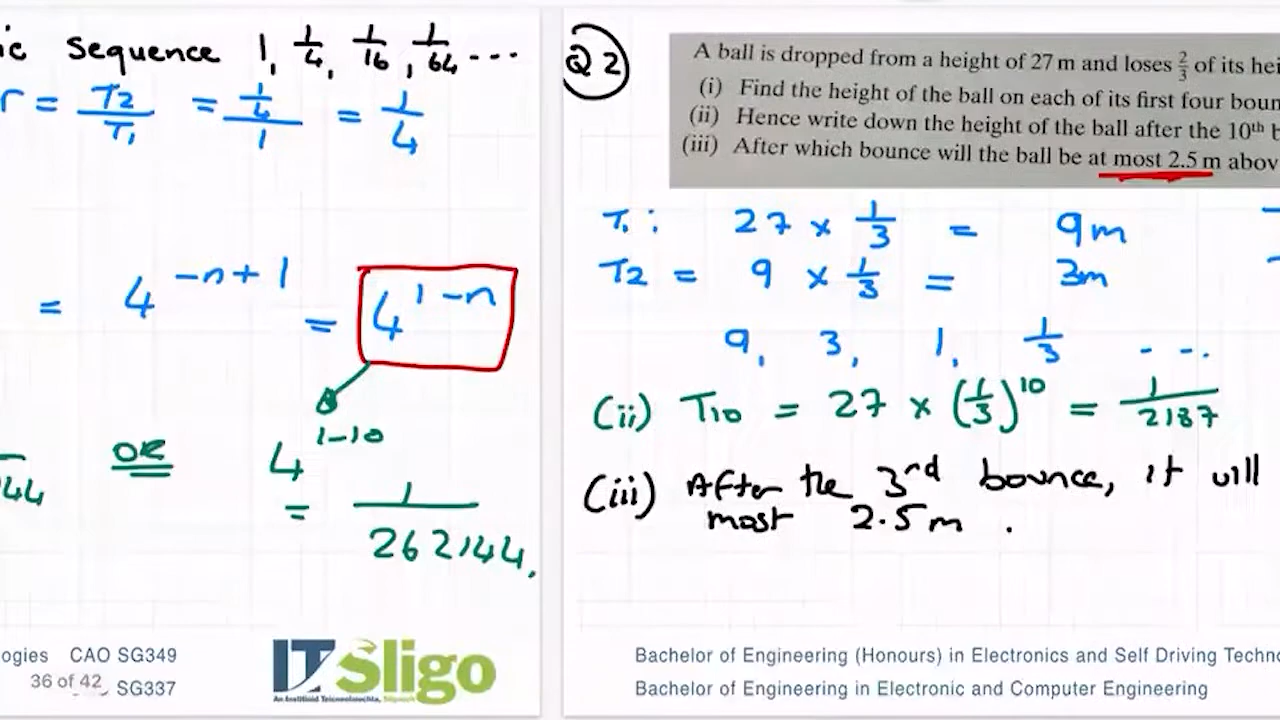 ic sequence 1, 1/4, 1/16, 1/64 ...
r = T2/T1 = 1/4/1 = 1/4
= 4^-n+1 = 4^1-n
1-10
OR 4
44
= 1/262144.
Q2
A ball is dropped from a height of 27 m and loses 2/3 of its hei
(i) Find the height of the ball on each of its first four boun
(ii) Hence write down the height of the ball after the 10th b
(iii) After which bounce will the ball be at most 2.5 m abov
T1: 27 × 1/3 = 9m
T2 = 9 × 1/3 = 3m
9, 3, 1, 1/3 - - .
(ii) T10 = 27 × (1/3)^10 = 1/2187
(iii) After the 3rd bounce, it will
most 2.5m .
ogies CAO SG349
36 of 42 SG337
IT Sligo
An Institiúid Teicneolaíochta, Sligeach
Bachelor of Engineering (Honours) in Electronics and Self Driving Techno
Bachelor of Engineering in Electronic and Computer Engineering